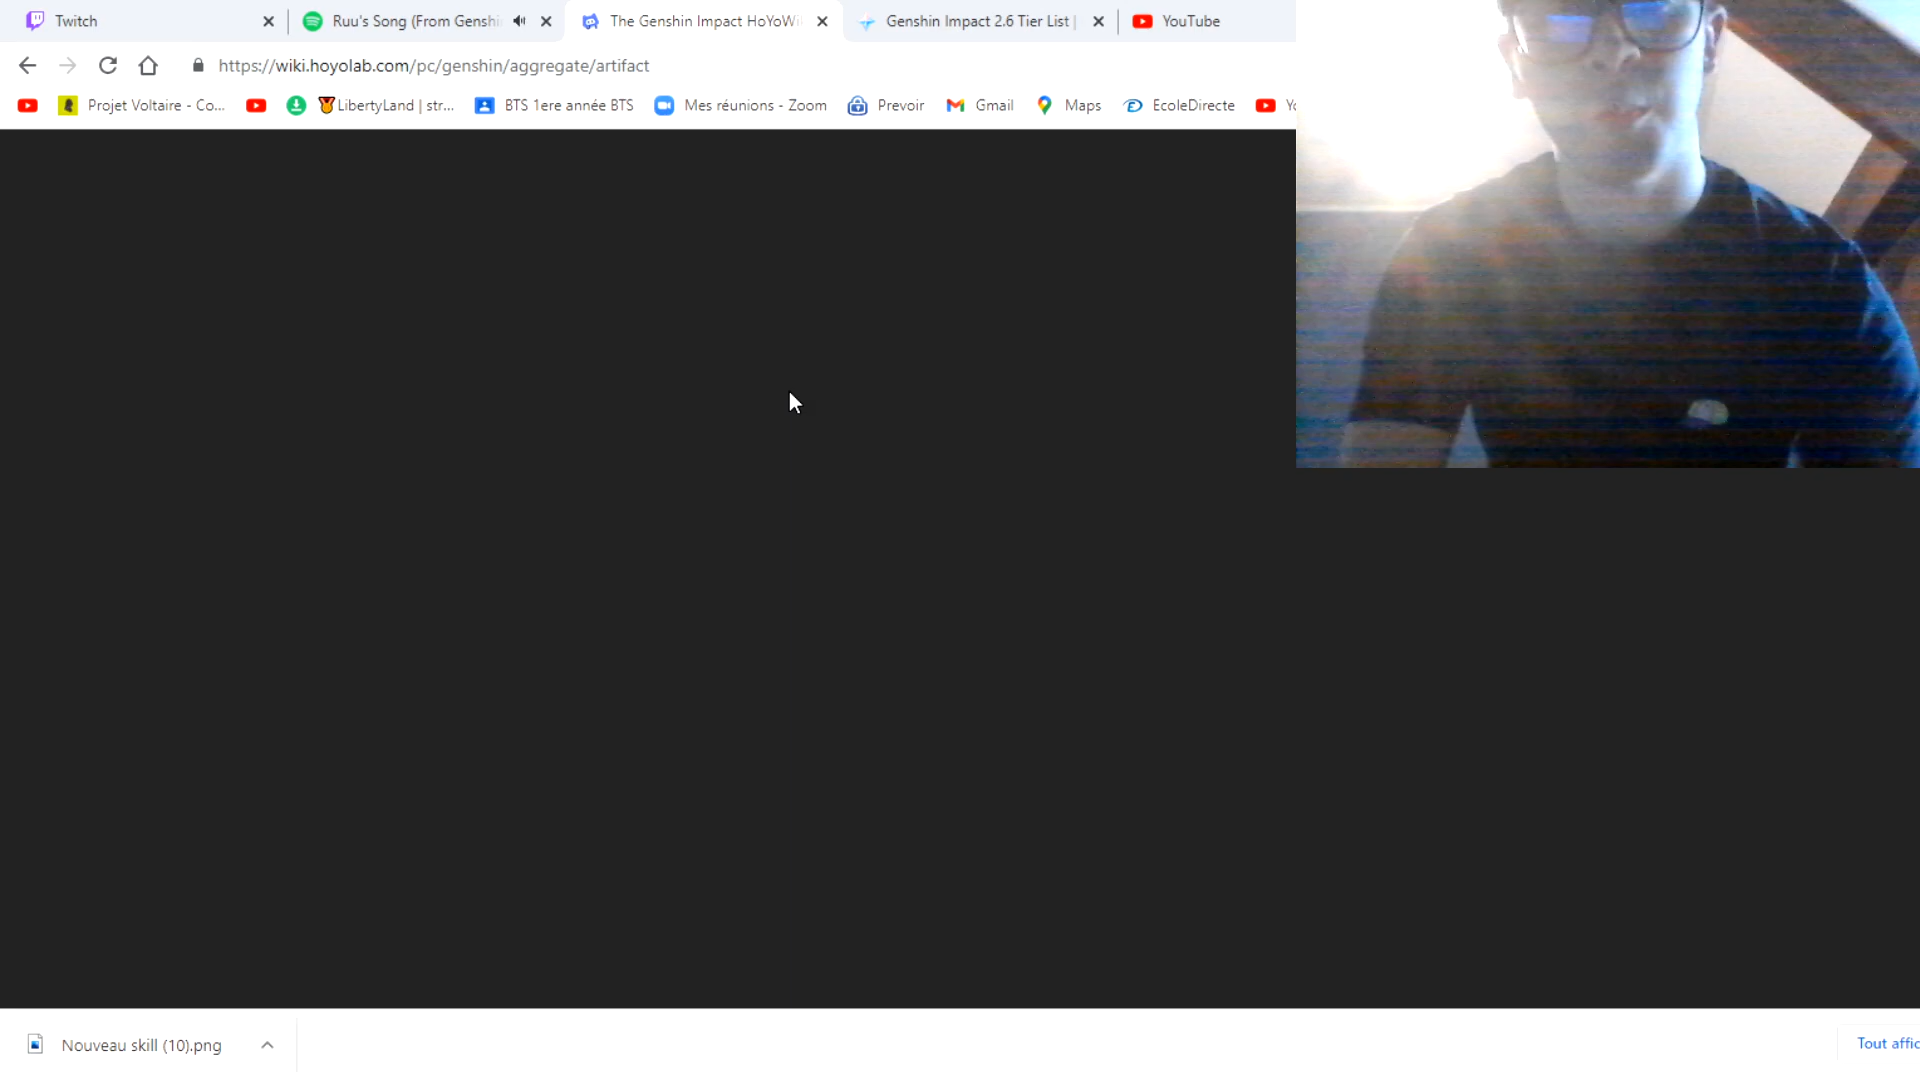 Twitch
Ruu's Song (From Genshi
The Genshin Impact HoYoWi
Genshin Impact 2.6 Tier List |
YouTube
https://wiki.hoyolab.com/pc/genshin/aggregate/artifact
Projet Voltaire - Co...
LibertyLand | str...
BTS 1ere année BTS
Mes réunions - Zoom
Prevoir
Gmail
Maps
EcoleDirecte
Yo
Nouveau skill (10).png
Tout affic